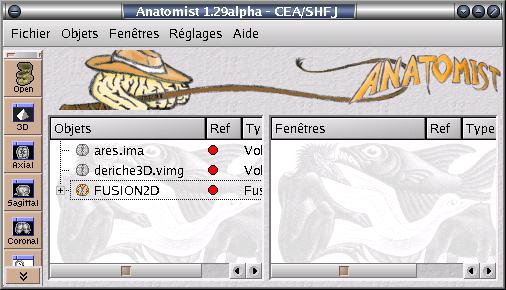 Anatomist 1.29alpha - CEA/SHFJ
Fichier Objets Fenêtres Réglages Aide
ANATOMIST
Open
3D
Axial
Sagittal
Coronal
Objets Ref Ty
ares.ima Vol
deriche3D.vimg Vol
FUSION2D Fus
Fenêtres Ref Type